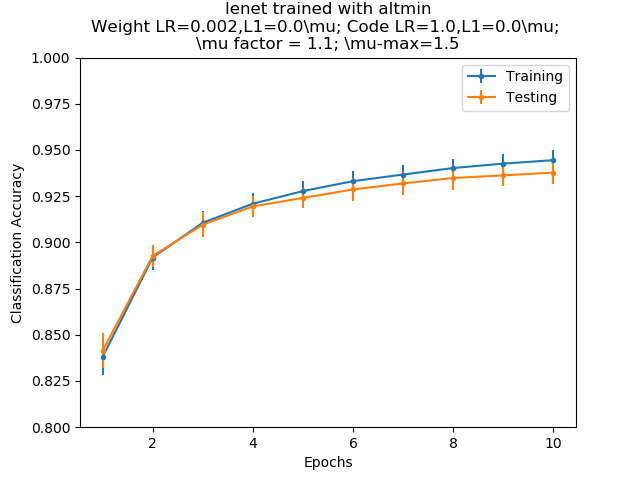 lenet trained with altmin
Weight LR=0.002,L1=0.0\mu; Code LR=1.0,L1=0.0\mu;
\mu factor = 1.1; \mu-max=1.5
1.000
0.975
0.950
0.925
0.900
0.875
0.850
0.825
0.800
Classification Accuracy
Training
Testing
2
4
6
8
10
Epochs